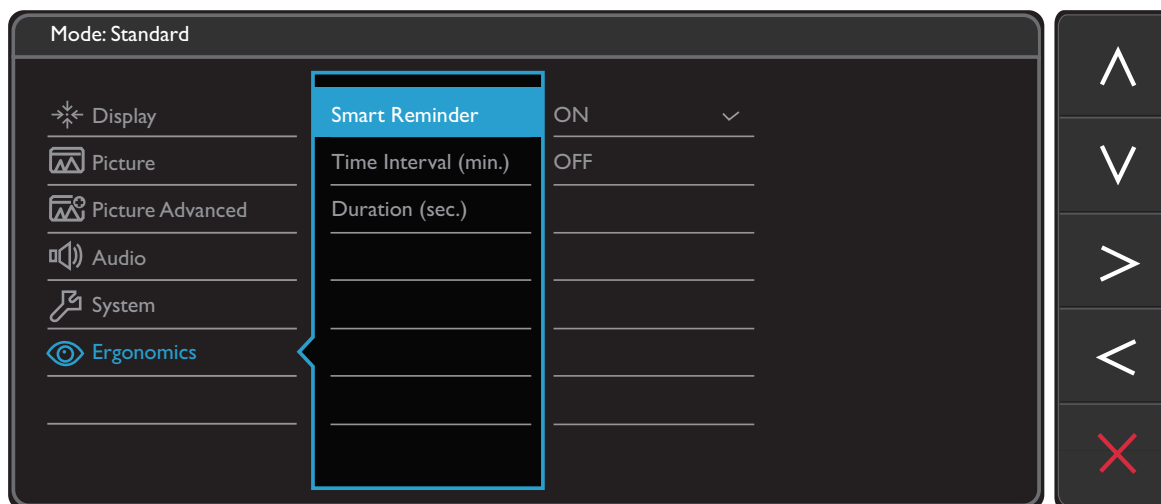 Mode: Standard
Display
Picture
Picture Advanced
Audio
System
Ergonomics
Smart Reminder
Time Interval (min.)
Duration (sec.)
ON
OFF